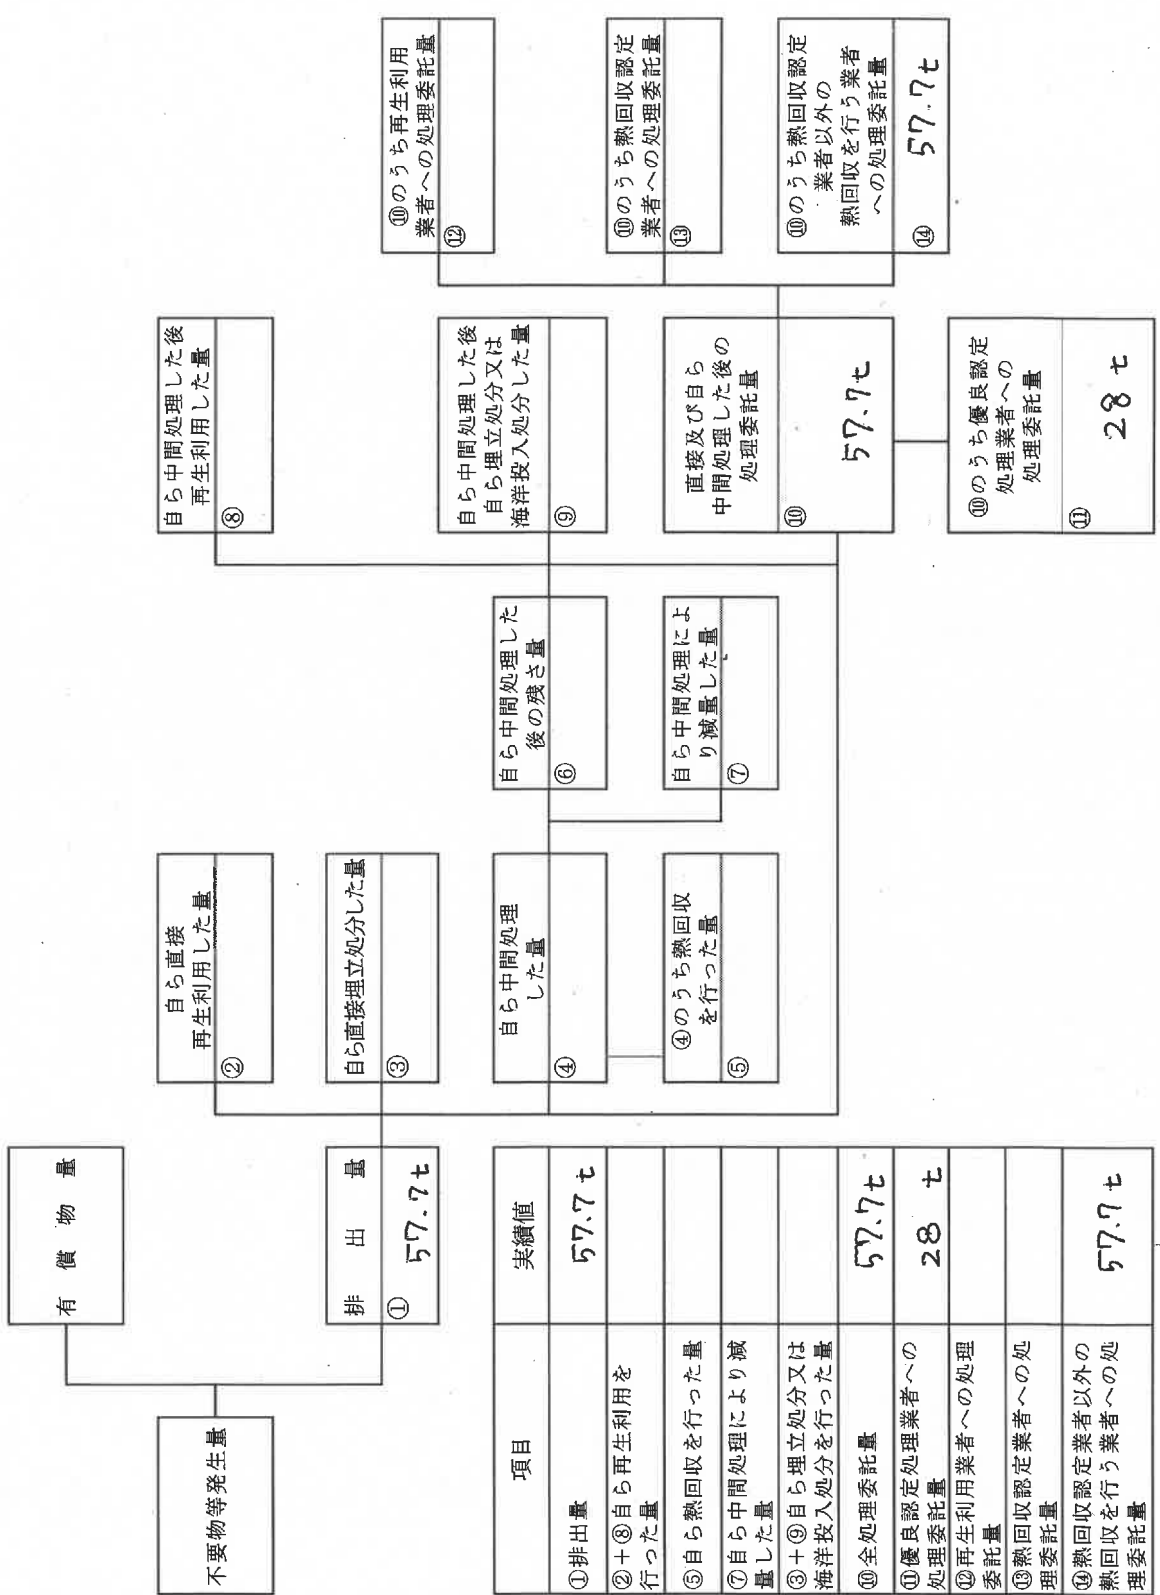 不要物等発生量
有償物量
排出量
①
57.7t
自ら直接
再生利用した量
②
自ら直接埋立処分した量
③
自ら中間処理
した量
④
④のうち熱回収
を行った量
⑤
自ら中間処理した
後の残さ量
⑥
自ら中間処理によ
り減量した量
⑦
自ら中間処理した後
再生利用した量
⑧
自ら中間処理した後
自ら埋立処分又は
海洋投入処分した量
⑨
直接及び自ら
中間処理した後の
処理委託量
⑩
57.7t
⑩のうち優良認定
処理業者への
処理委託量
⑪
28 t
⑩のうち再生利用
業者への処理委託量
⑫
⑩のうち熱回収認定
業者への処理委託量
⑬
⑩のうち熱回収認定
業者以外の
熱回収を行う業者
への処理委託量
⑭
57.7t
項目 実績値
①排出量 57.7t
②+⑧自ら再生利用を
行った量
⑤自ら熱回収を行った量
⑦自ら中間処理により減
量した量
③+⑨自ら埋立処分又は
海洋投入処分を行った量
⑩全処理委託量 57.7t
⑪優良認定処理業者への
処理委託量 28 t
⑫再生利用業者への処理
委託量
⑬熱回収認定業者への処
理委託量
⑭熱回収認定業者以外の
熱回収を行う業者への処
理委託量 57.7t